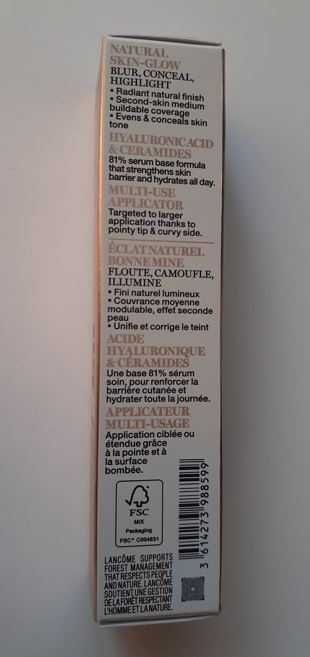 NATURAL
SKIN-GLOW
BLUR, CONCEAL,
HIGHLIGHT
• Radiant natural finish
• Second-skin medium
buildable coverage
• Evens & conceals skin
tone
HYALURONIC ACID
& CERAMIDES
81% serum base formula
that strengthens skin
barrier and hydrates all day.
MULTI-USE
APPLICATOR
Targeted to larger
application thanks to
pointy tip & curvy side.
ÉCLAT NATUREL
BONNE MINE
FLOUTE, CAMOUFLE,
ILLUMINE
• Fini naturel lumineux
• Couvrance moyenne
modulable, effet seconde
peau
• Unifie et corrige le teint
ACIDE
HYALURONIQUE
& CÉRAMIDES
Une base 81% sérum
soin, pour renforcer la
barrière cutanée et
hydrater toute la journée.
APPLICATEUR
MULTI-USAGE
Application ciblée ou
étendue grâce
à la pointe et à
la surface
bombée.
FSC
MIX
Packaging
FSC™ C004831
LANCÔME SUPPORTS
FOREST MANAGEMENT
THAT RESPECTS PEOPLE
AND NATURE. LANCÔME
SOUTIENT UNE GESTION
DE LA FORÊT RESPECTANT
L'HOMME ET LA NATURE.
3 614273 988599